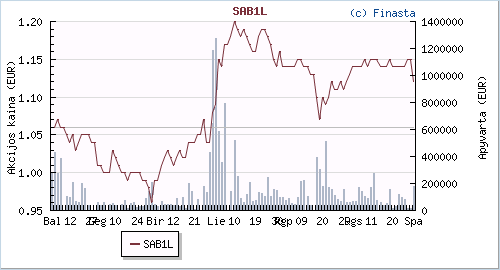 SAB1L
(c) Finasta
1.20
1.15
1.10
1.05
1.00
0.95
1400000
1200000
1000000
800000
600000
400000
200000
0
Akcijos kaina (EUR)
Apyvarta (EUR)
Bal 12 10 24 Bir 12 21 Lie 10 19 09 20 11 20 Spa
SAB1L